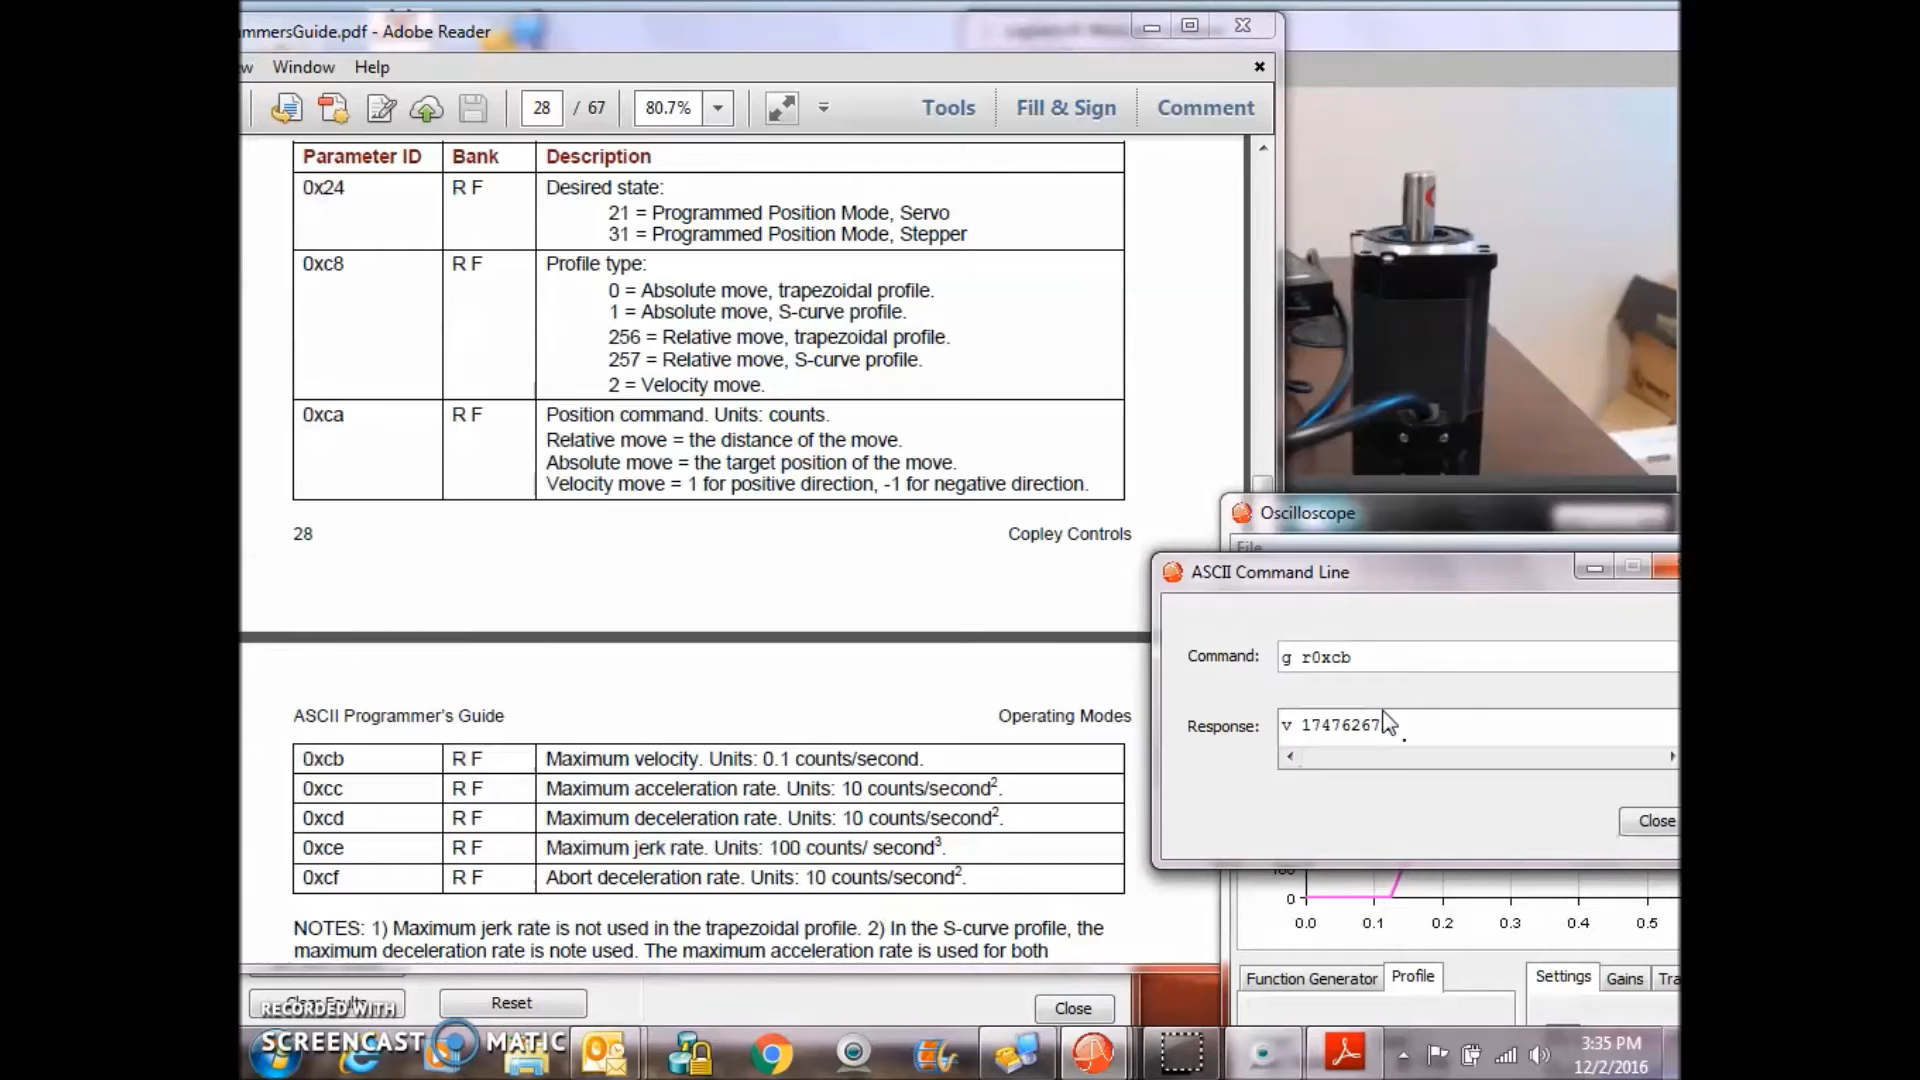 mmersGuide.pdf - Adobe Reader
w Window Help
28 / 67 80.7% Tools Fill & Sign Comment
Parameter ID Bank Description
0x24 R F Desired state:
21 = Programmed Position Mode, Servo
31 = Programmed Position Mode, Stepper
0xc8 R F Profile type:
0 = Absolute move, trapezoidal profile.
1 = Absolute move, S-curve profile.
256 = Relative move, trapezoidal profile.
257 = Relative move, S-curve profile.
2 = Velocity move.
0xca R F Position command. Units: counts.
Relative move = the distance of the move.
Absolute move = the target position of the move.
Velocity move = 1 for positive direction, -1 for negative direction.
28 Copley Controls
ASCII Programmer's Guide Operating Modes
0xcb R F Maximum velocity. Units: 0.1 counts/second.
0xcc R F Maximum acceleration rate. Units: 10 counts/second2.
0xcd R F Maximum deceleration rate. Units: 10 counts/second2.
0xce R F Maximum jerk rate. Units: 100 counts/ second3.
0xcf R F Abort deceleration rate. Units: 10 counts/second2.
NOTES: 1) Maximum jerk rate is not used in the trapezoidal profile. 2) In the S-curve profile, the
maximum deceleration rate is note used. The maximum acceleration rate is used for both
Clear Faults Reset Close
Oscilloscope
File
ASCII Command Line
Command: g r0xcb
Response: v 17476267
Close
0
0.0 0.1 0.2 0.3 0.4 0.5
Function Generator Profile Settings Gains Tra
RECORDED WITH
SCREENCAST MATIC
3:35 PM
12/2/2016